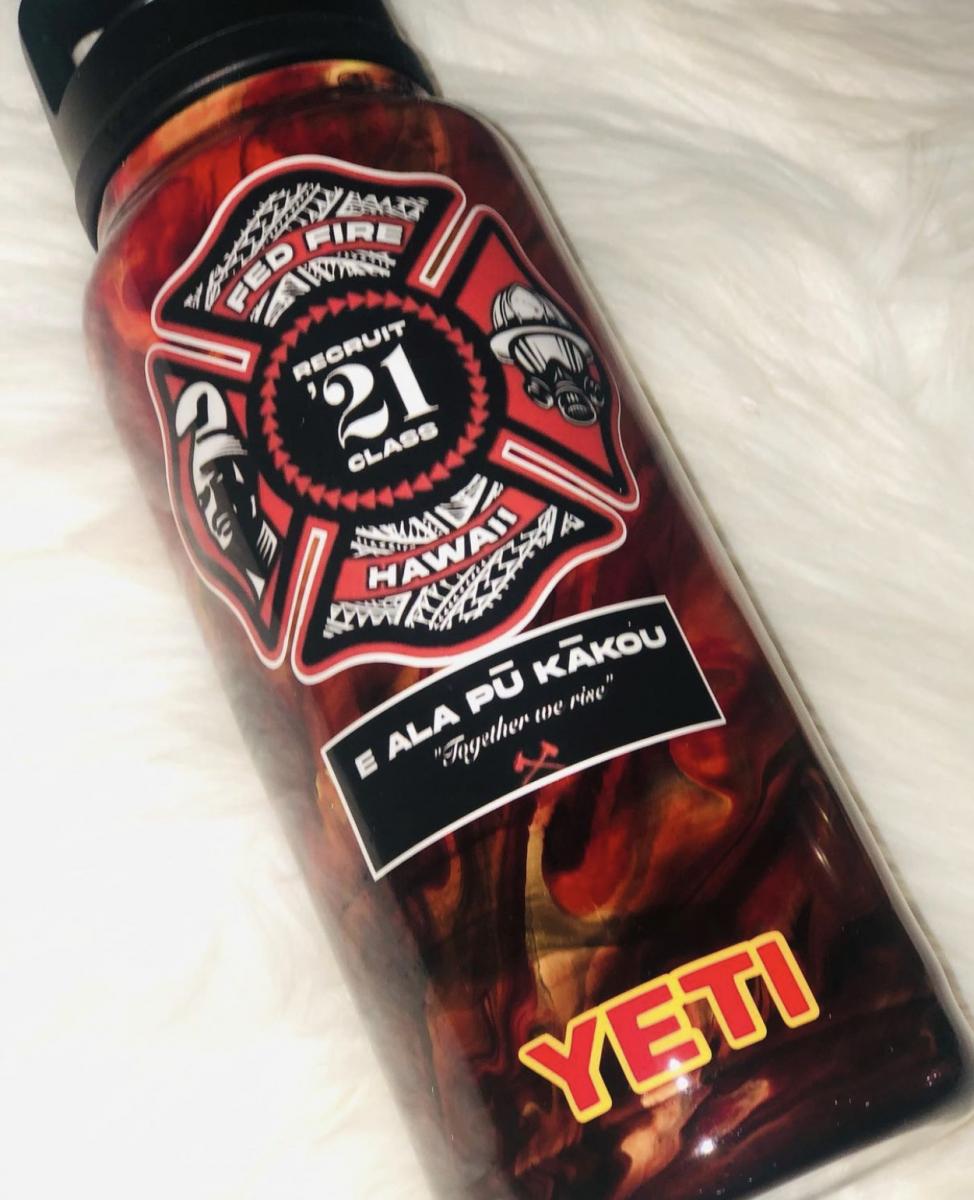 FED FIRE
RECRUIT
'21
CLASS
HAWAII
E ALA PŪ KĀKOU
"Together we rise"
YETI